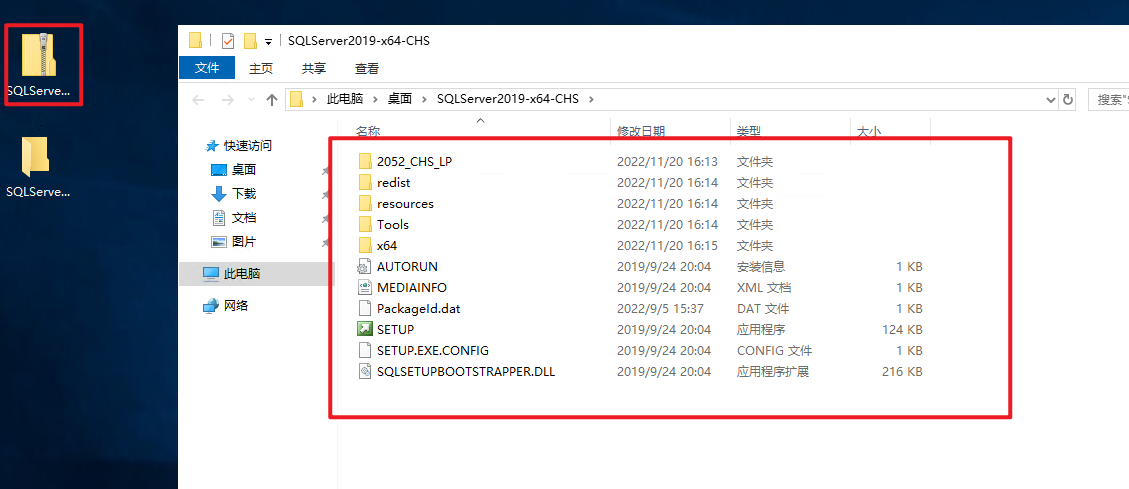 SQLServe...
SQLServe...
SQLServer2019-x64-CHS
文件 主页 共享 查看
此电脑 桌面 SQLServer2019-x64-CHS 搜索"S
名称 修改日期 类型 大小
快速访问
桌面
下载
文档
图片
此电脑
网络
2052_CHS_LP 2022/11/20 16:13 文件夹
redist 2022/11/20 16:14 文件夹
resources 2022/11/20 16:14 文件夹
Tools 2022/11/20 16:14 文件夹
x64 2022/11/20 16:15 文件夹
AUTORUN 2019/9/24 20:04 安装信息 1 KB
MEDIAINFO 2019/9/24 20:04 XML 文档 1 KB
PackageId.dat 2022/9/5 15:37 DAT 文件 1 KB
SETUP 2019/9/24 20:04 应用程序 124 KB
SETUP.EXE.CONFIG 2019/9/24 20:04 CONFIG 文件 1 KB
SQLSETUPBOOTSTRAPPER.DLL 2019/9/24 20:04 应用程序扩展 216 KB